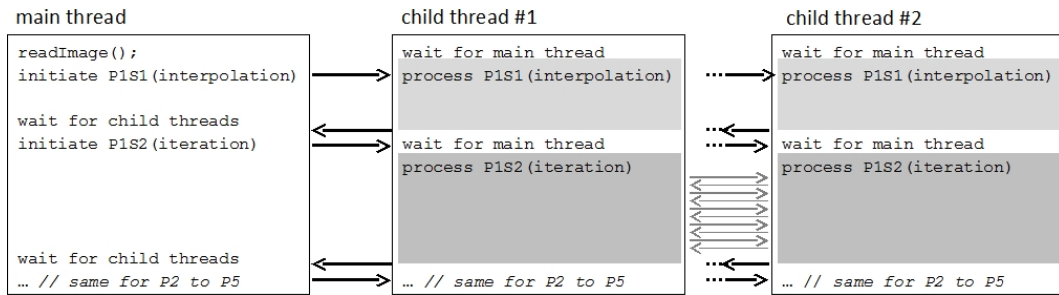 main thread
readImage();
initiate P1S1(interpolation)
wait for child threads
initiate P1S2(iteration)
wait for child threads
… // same for P2 to P5
child thread #1
wait for main thread
process P1S1(interpolation)
wait for main thread
process P1S2(iteration)
… // same for P2 to P5
child thread #2
wait for main thread
process P1S1(interpolation)
wait for main thread
process P1S2(iteration)
… // same for P2 to P5